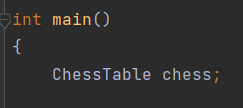 int main()
{
    ChessTable chess;